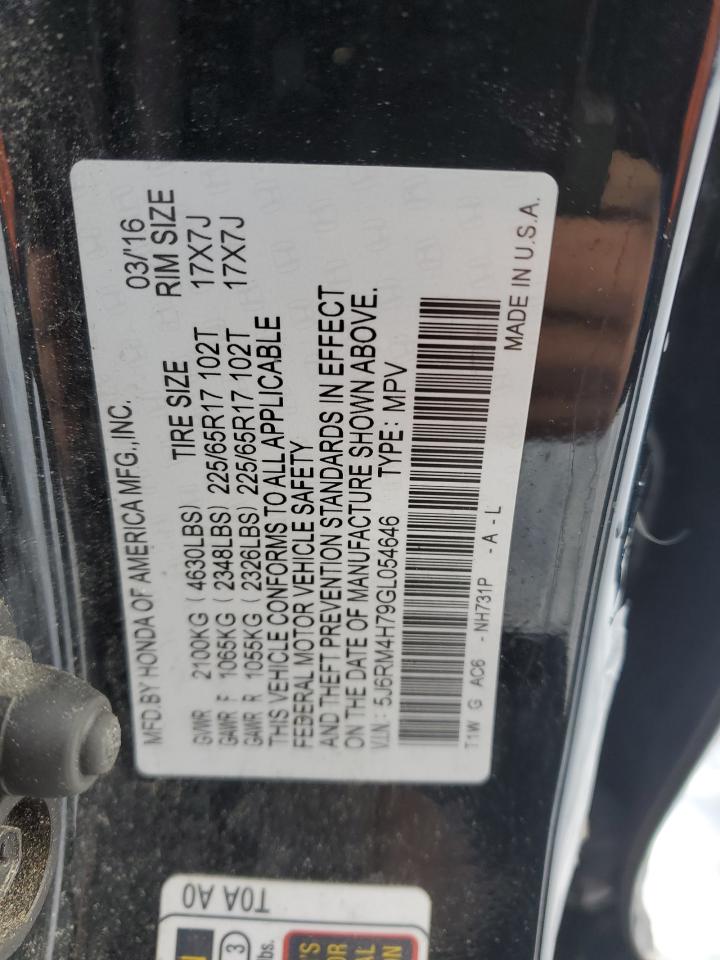 MFD.BY HONDA OF AMERICA MFG.,INC. 03/'16
TIRE SIZE RIM SIZE
GVWR 2100KG ( 4630LBS)
GAWR F 1065KG ( 2348LBS) 225/65R17 102T 17X7J
GAWR R 1055KG ( 2326LBS) 225/65R17 102T 17X7J
THIS VEHICLE CONFORMS TO ALL APPLICABLE
FEDERAL MOTOR VEHICLE SAFETY
AND THEFT PREVENTION STANDARDS IN EFFECT
ON THE DATE OF MANUFACTURE SHOWN ABOVE.
V.I.N : 5J6RM4H79GL054646 TYPE: MPV
T1W G AC6 - NH731P - A - L
MADE IN U.S.A.
T0A A0
3
lbs.